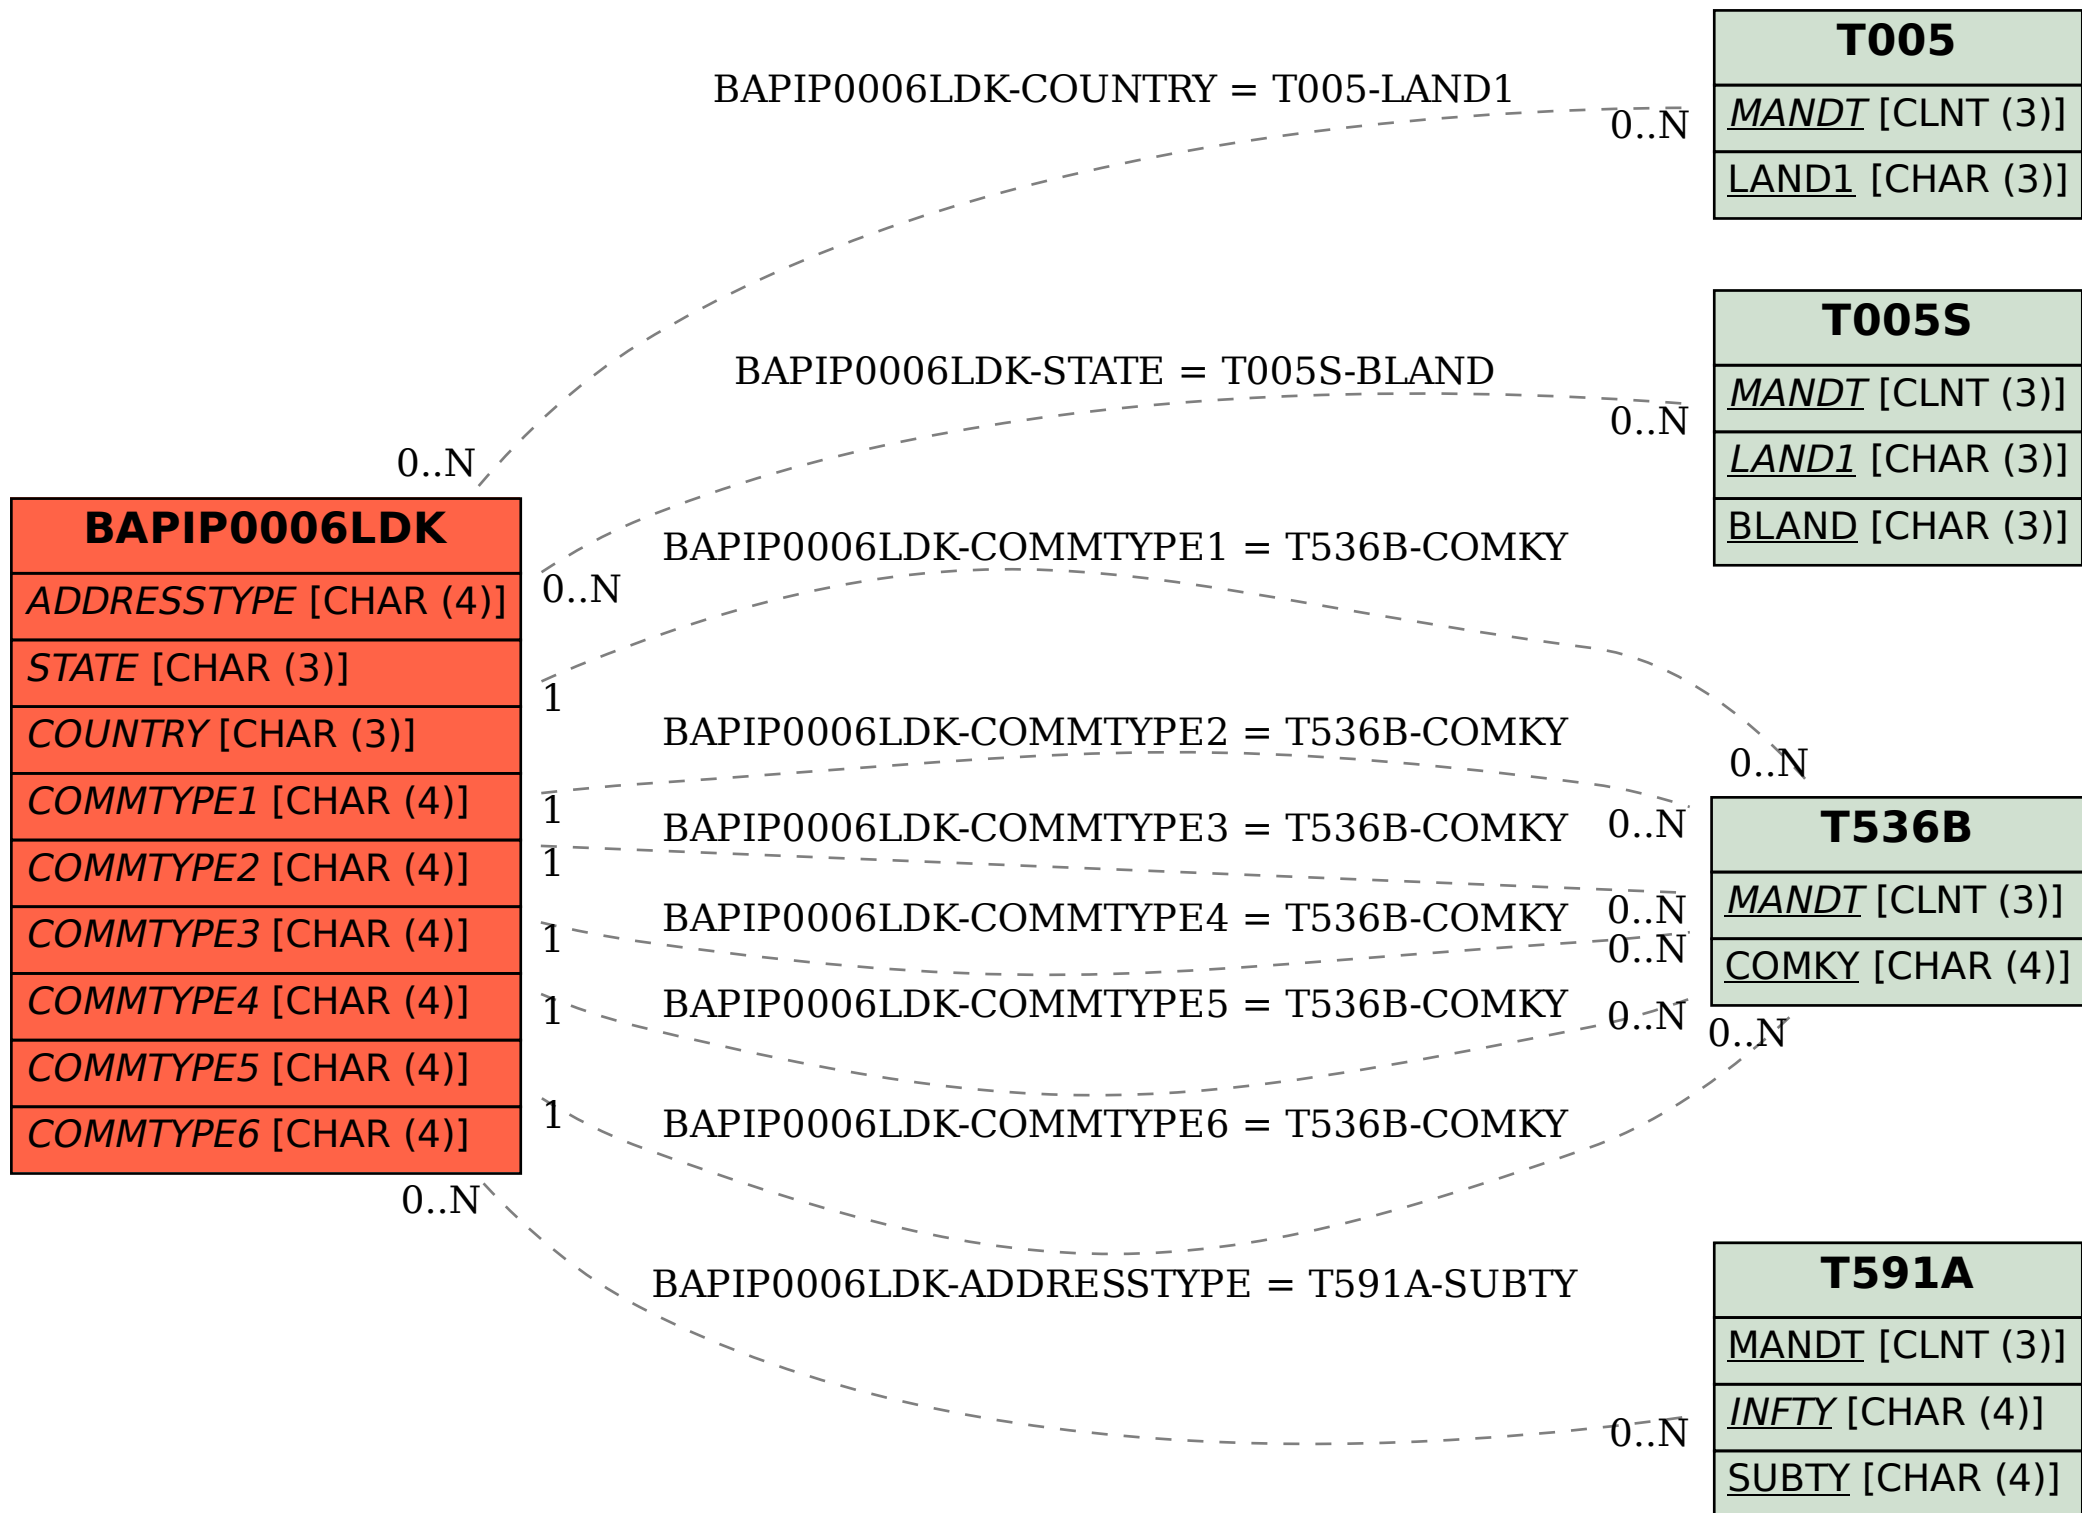 BAPIP0006LDK
ADDRESSTYPE [CHAR (4)]
STATE [CHAR (3)]
COUNTRY [CHAR (3)]
COMMTYPE1 [CHAR (4)]
COMMTYPE2 [CHAR (4)]
COMMTYPE3 [CHAR (4)]
COMMTYPE4 [CHAR (4)]
COMMTYPE5 [CHAR (4)]
COMMTYPE6 [CHAR (4)]
BAPIP0006LDK-COUNTRY = T005-LAND1
0..N
0..N
BAPIP0006LDK-STATE = T005S-BLAND
0..N
0..N
BAPIP0006LDK-COMMTYPE1 = T536B-COMKY
1
0..N
BAPIP0006LDK-COMMTYPE2 = T536B-COMKY
1
0..N
BAPIP0006LDK-COMMTYPE3 = T536B-COMKY
1
0..N
BAPIP0006LDK-COMMTYPE4 = T536B-COMKY
1
0..N
BAPIP0006LDK-COMMTYPE5 = T536B-COMKY
1
0..N
BAPIP0006LDK-COMMTYPE6 = T536B-COMKY
1
0..N
BAPIP0006LDK-ADDRESSTYPE = T591A-SUBTY
0..N
0..N
T005
MANDT [CLNT (3)]
LAND1 [CHAR (3)]
T005S
MANDT [CLNT (3)]
LAND1 [CHAR (3)]
BLAND [CHAR (3)]
T536B
MANDT [CLNT (3)]
COMKY [CHAR (4)]
T591A
MANDT [CLNT (3)]
INFTY [CHAR (4)]
SUBTY [CHAR (4)]